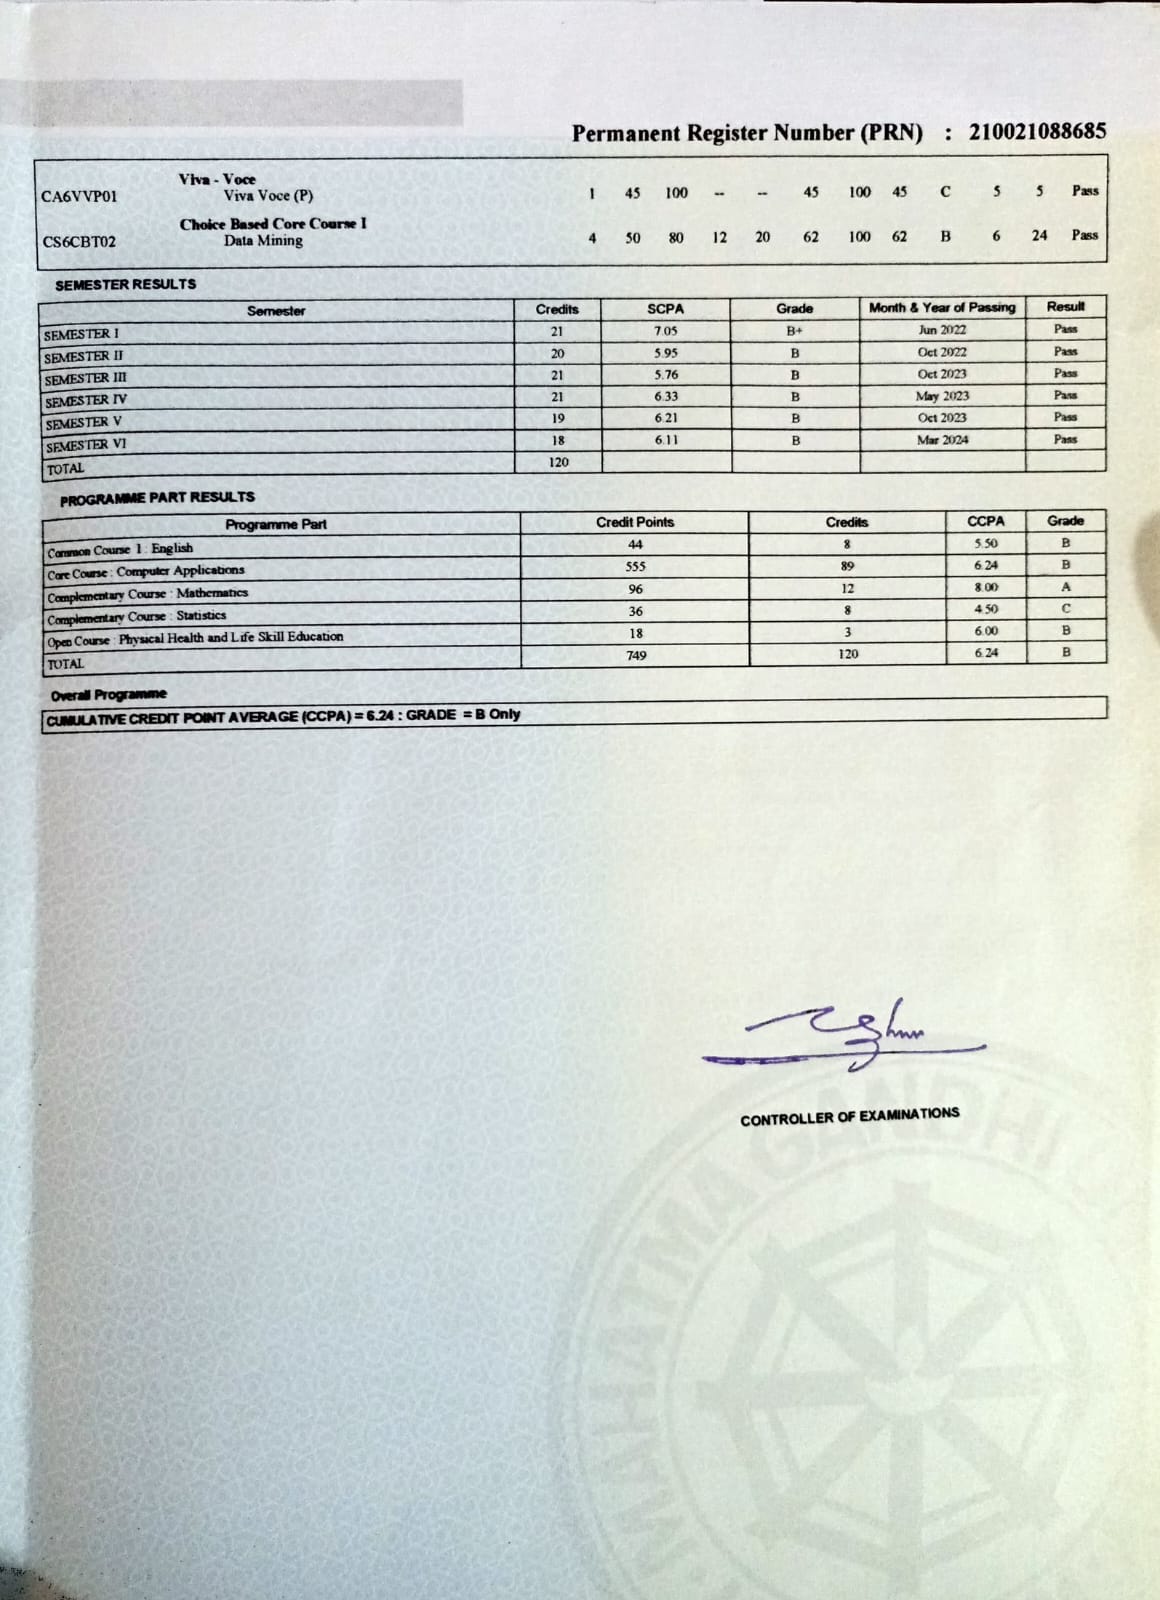 Permanent Register Number (PRN) : 210021088685
Viva - Voce
CA6VVP01 Viva Voce (P) 1 45 100 -- -- 45 100 45 C 5 5 Pass
Choice Based Core Course I
CS6CBT02 Data Mining 4 50 80 12 20 62 100 62 B 6 24 Pass
SEMESTER RESULTS
Semester Credits SCPA Grade Month & Year of Passing Result
SEMESTER I 21 7.05 B+ Jun 2022 Pass
SEMESTER II 20 5.95 B Oct 2022 Pass
SEMESTER III 21 5.76 B Oct 2023 Pass
SEMESTER IV 21 6.33 B May 2023 Pass
SEMESTER V 19 6.21 B Oct 2023 Pass
SEMESTER VI 18 6.11 B Mar 2024 Pass
TOTAL 120
PROGRAMME PART RESULTS
Programme Part Credit Points Credits CCPA Grade
Common Course 1 : English 44 8 5.50 B
Core Course : Computer Applications 555 89 6.24 B
Complementary Course : Mathematics 96 12 8.00 A
Complementary Course : Statistics 36 8 4.50 C
Open Course : Physical Health and Life Skill Education 18 3 6.00 B
TOTAL 749 120 6.24 B
Overall Programme
CUMULATIVE CREDIT POINT AVERAGE (CCPA) = 6.24 : GRADE = B Only
CONTROLLER OF EXAMINATIONS
MAHATMA GANDHI